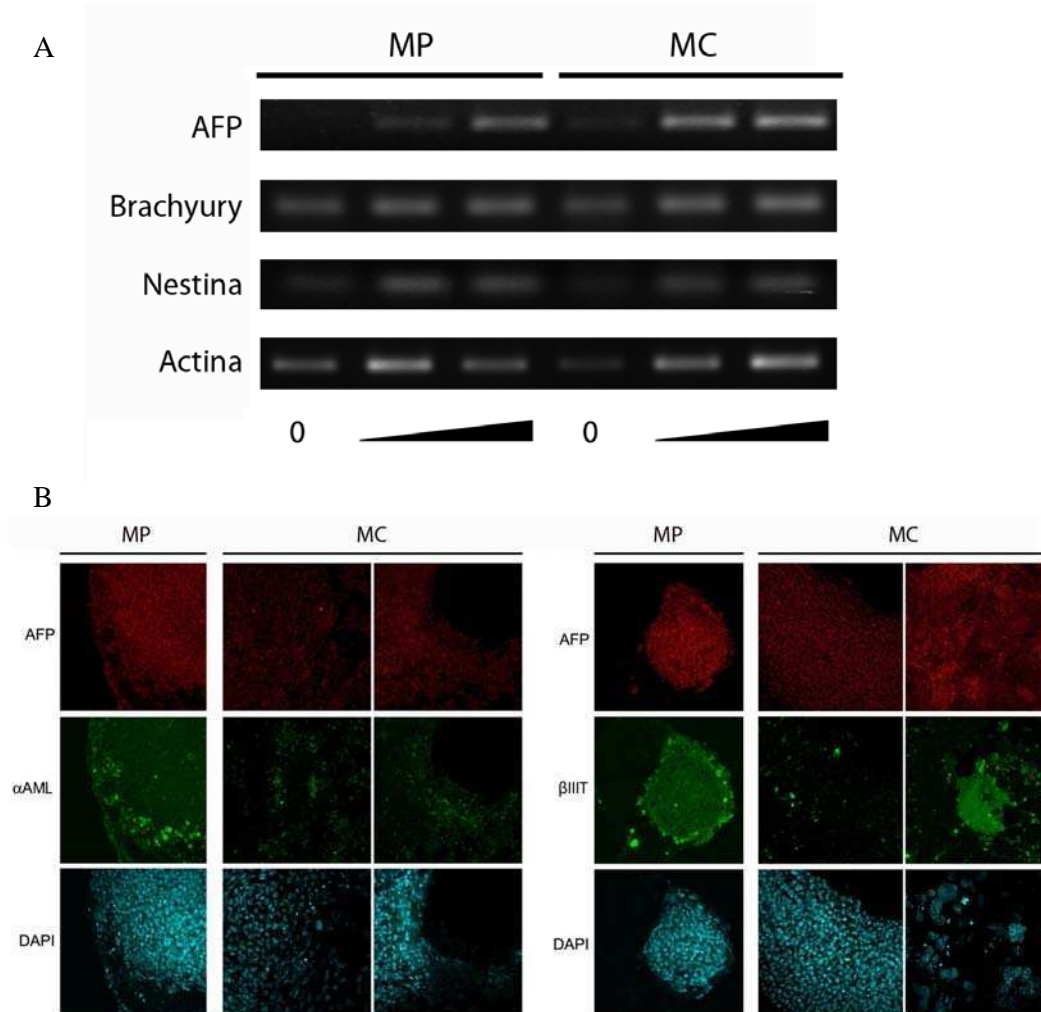 A
MP MC
AFP
Brachyury
Nestina
Actina
0 0
B
MP MC MP MC
AFP AFP
αAML βIIIT
DAPI DAPI